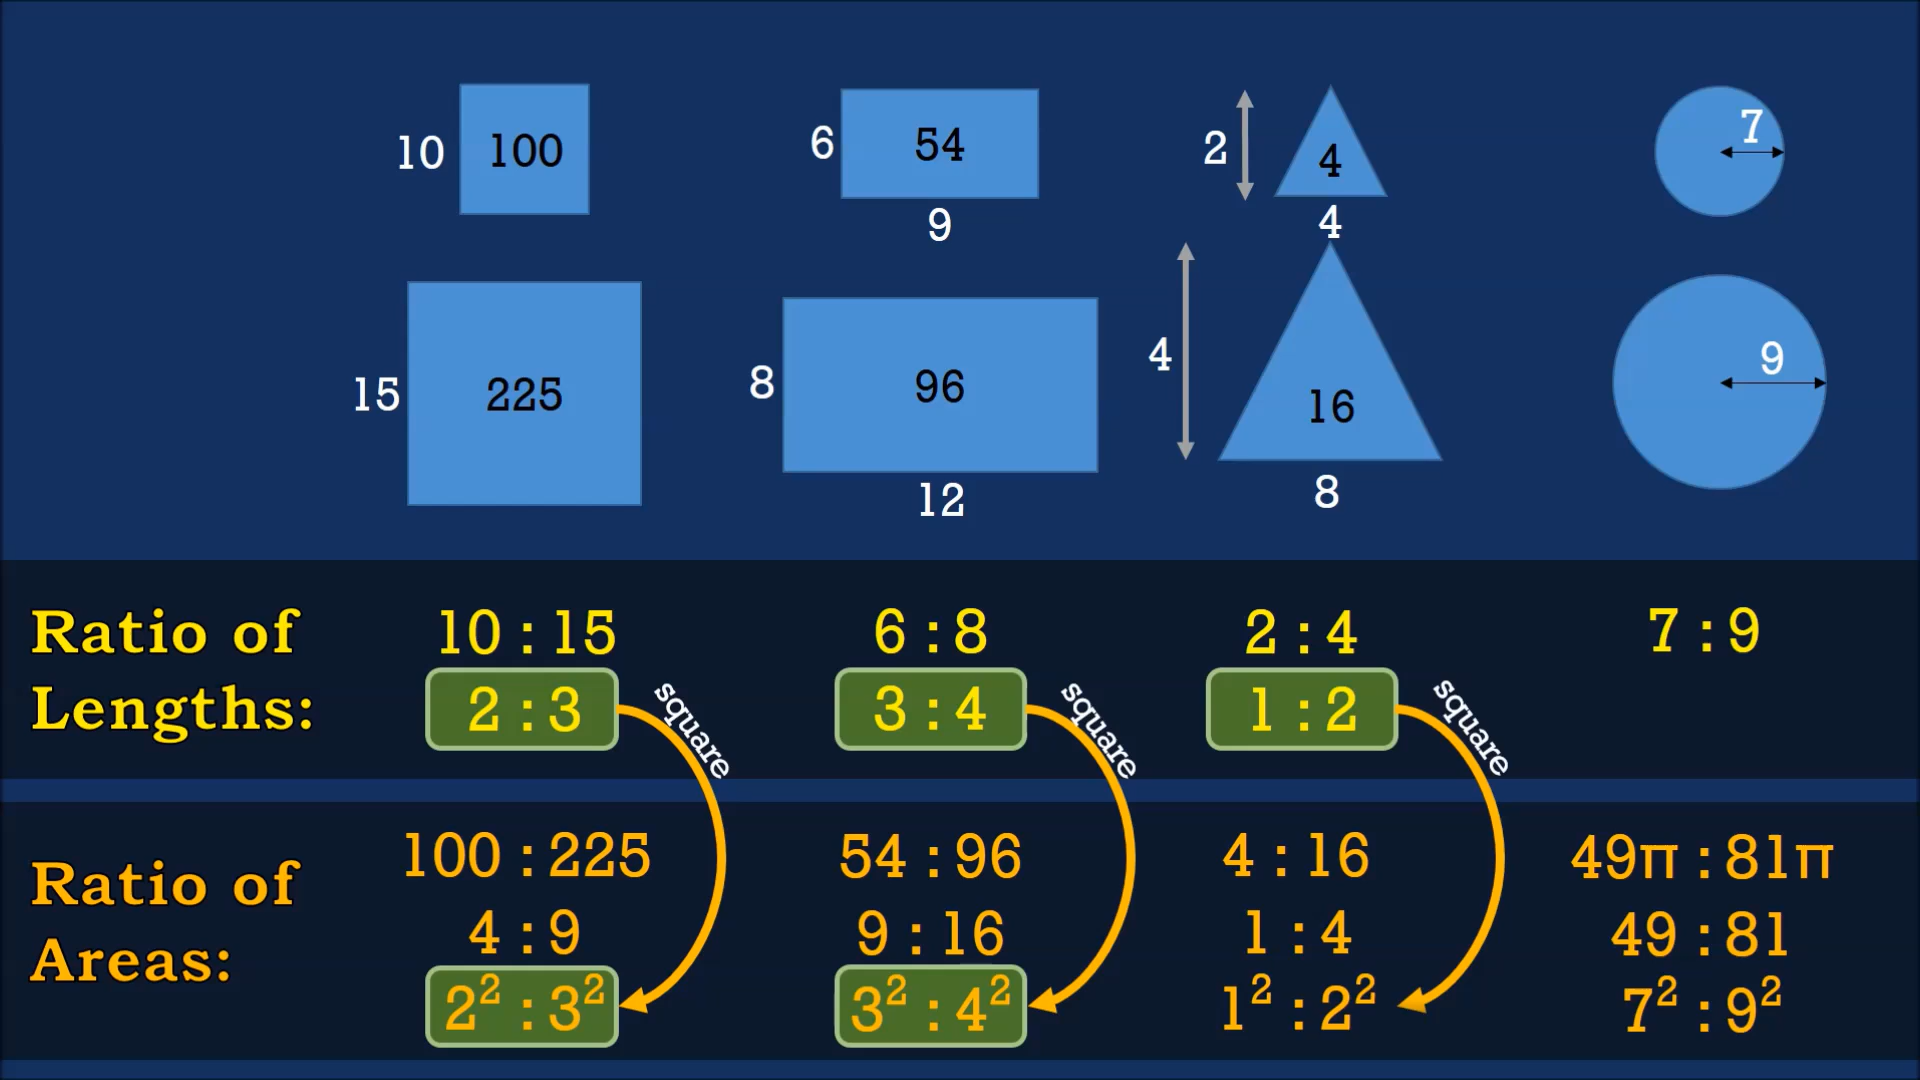 10
100
6
54
9
2
4
4
7
15
225
8
96
12
4
16
8
9
Ratio of
Lengths:
10 : 15
6 : 8
2 : 4
7 : 9
2 : 3
3 : 4
1 : 2
square
square
square
Ratio of
Areas:
100 : 225
54 : 96
4 : 16
49π : 81π
4 : 9
9 : 16
1 : 4
49 : 81
2² : 3²
3² : 4²
1² : 2²
7² : 9²